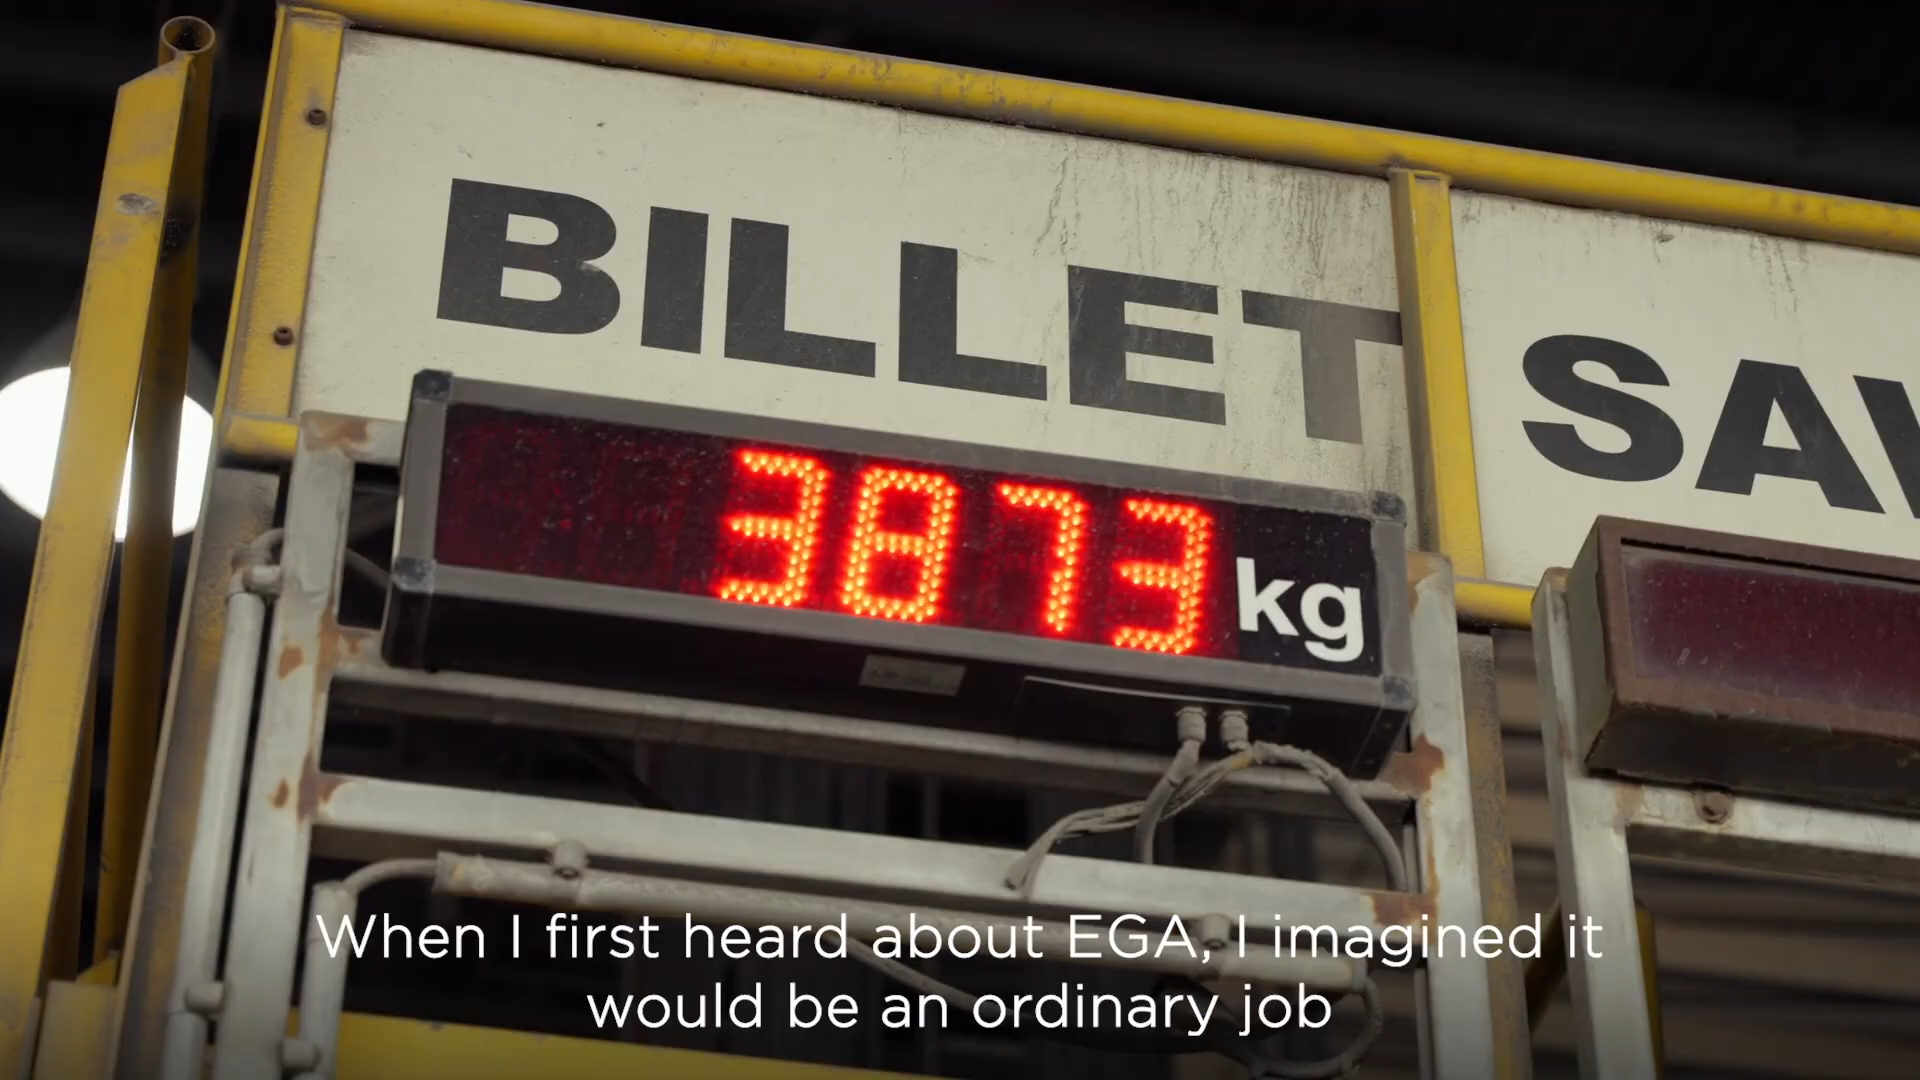 BILLET SAW
3873 kg
When I first heard about EGA, I imagined it
would be an ordinary job